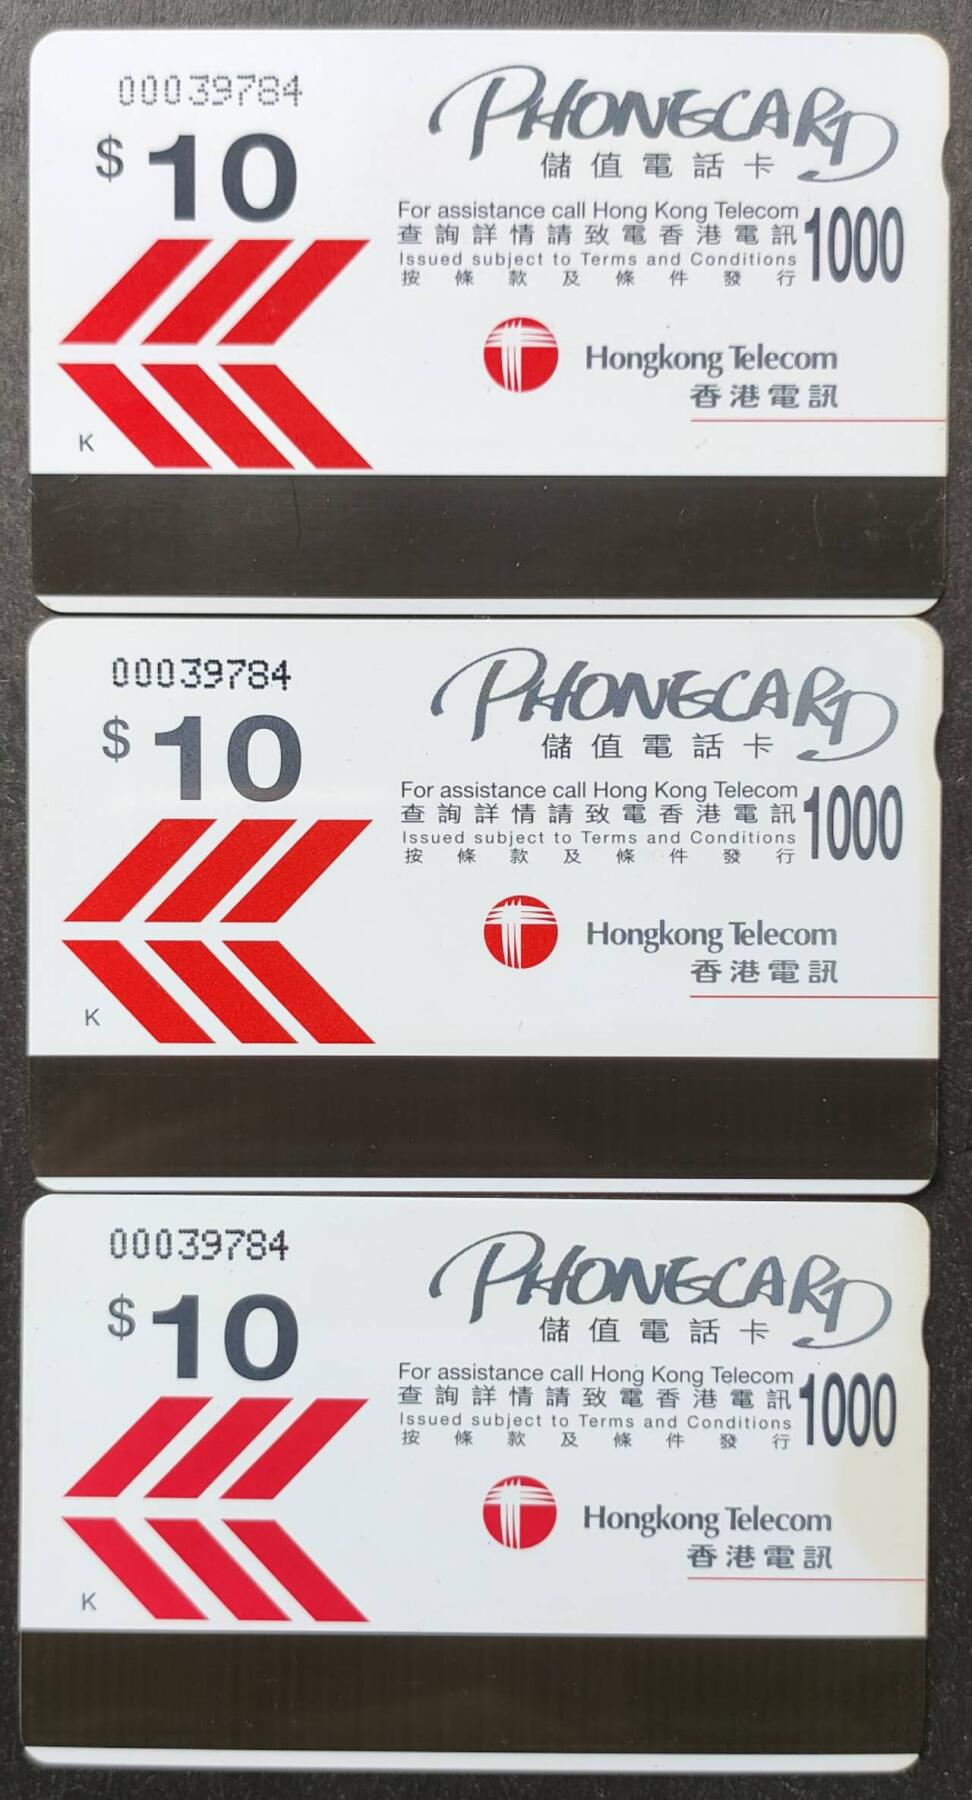 00039784
$10
PHONECARD
儲值電話卡
For assistance call Hong Kong Telecom
查詢詳情請致電香港電訊
Issued subject to Terms and Conditions
按條款及條件發行
1000
Hongkong Telecom
香港電訊
K
00039784
$10
PHONECARD
儲值電話卡
For assistance call Hong Kong Telecom
查詢詳情請致電香港電訊
Issued subject to Terms and Conditions
按條款及條件發行
1000
Hongkong Telecom
香港電訊
K
00039784
$10
PHONECARD
儲值電話卡
For assistance call Hong Kong Telecom
查詢詳情請致電香港電訊
Issued subject to Terms and Conditions
按條款及條件發行
1000
Hongkong Telecom
香港電訊
K